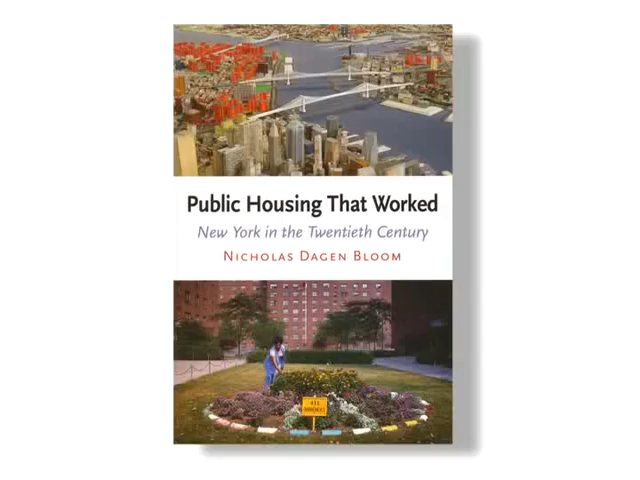 Public Housing That Worked
New York in the Twentieth Century
NICHOLAS DAGEN BLOOM